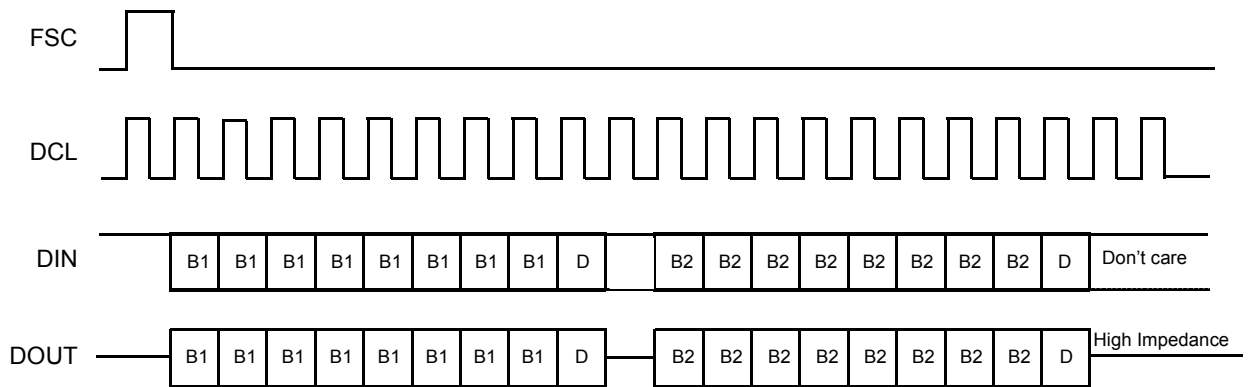 FSC
DCL
DIN B1 B1 B1 B1 B1 B1 B1 B1 D B2 B2 B2 B2 B2 B2 B2 B2 D Don't care
DOUT B1 B1 B1 B1 B1 B1 B1 B1 D B2 B2 B2 B2 B2 B2 B2 B2 D High Impedance